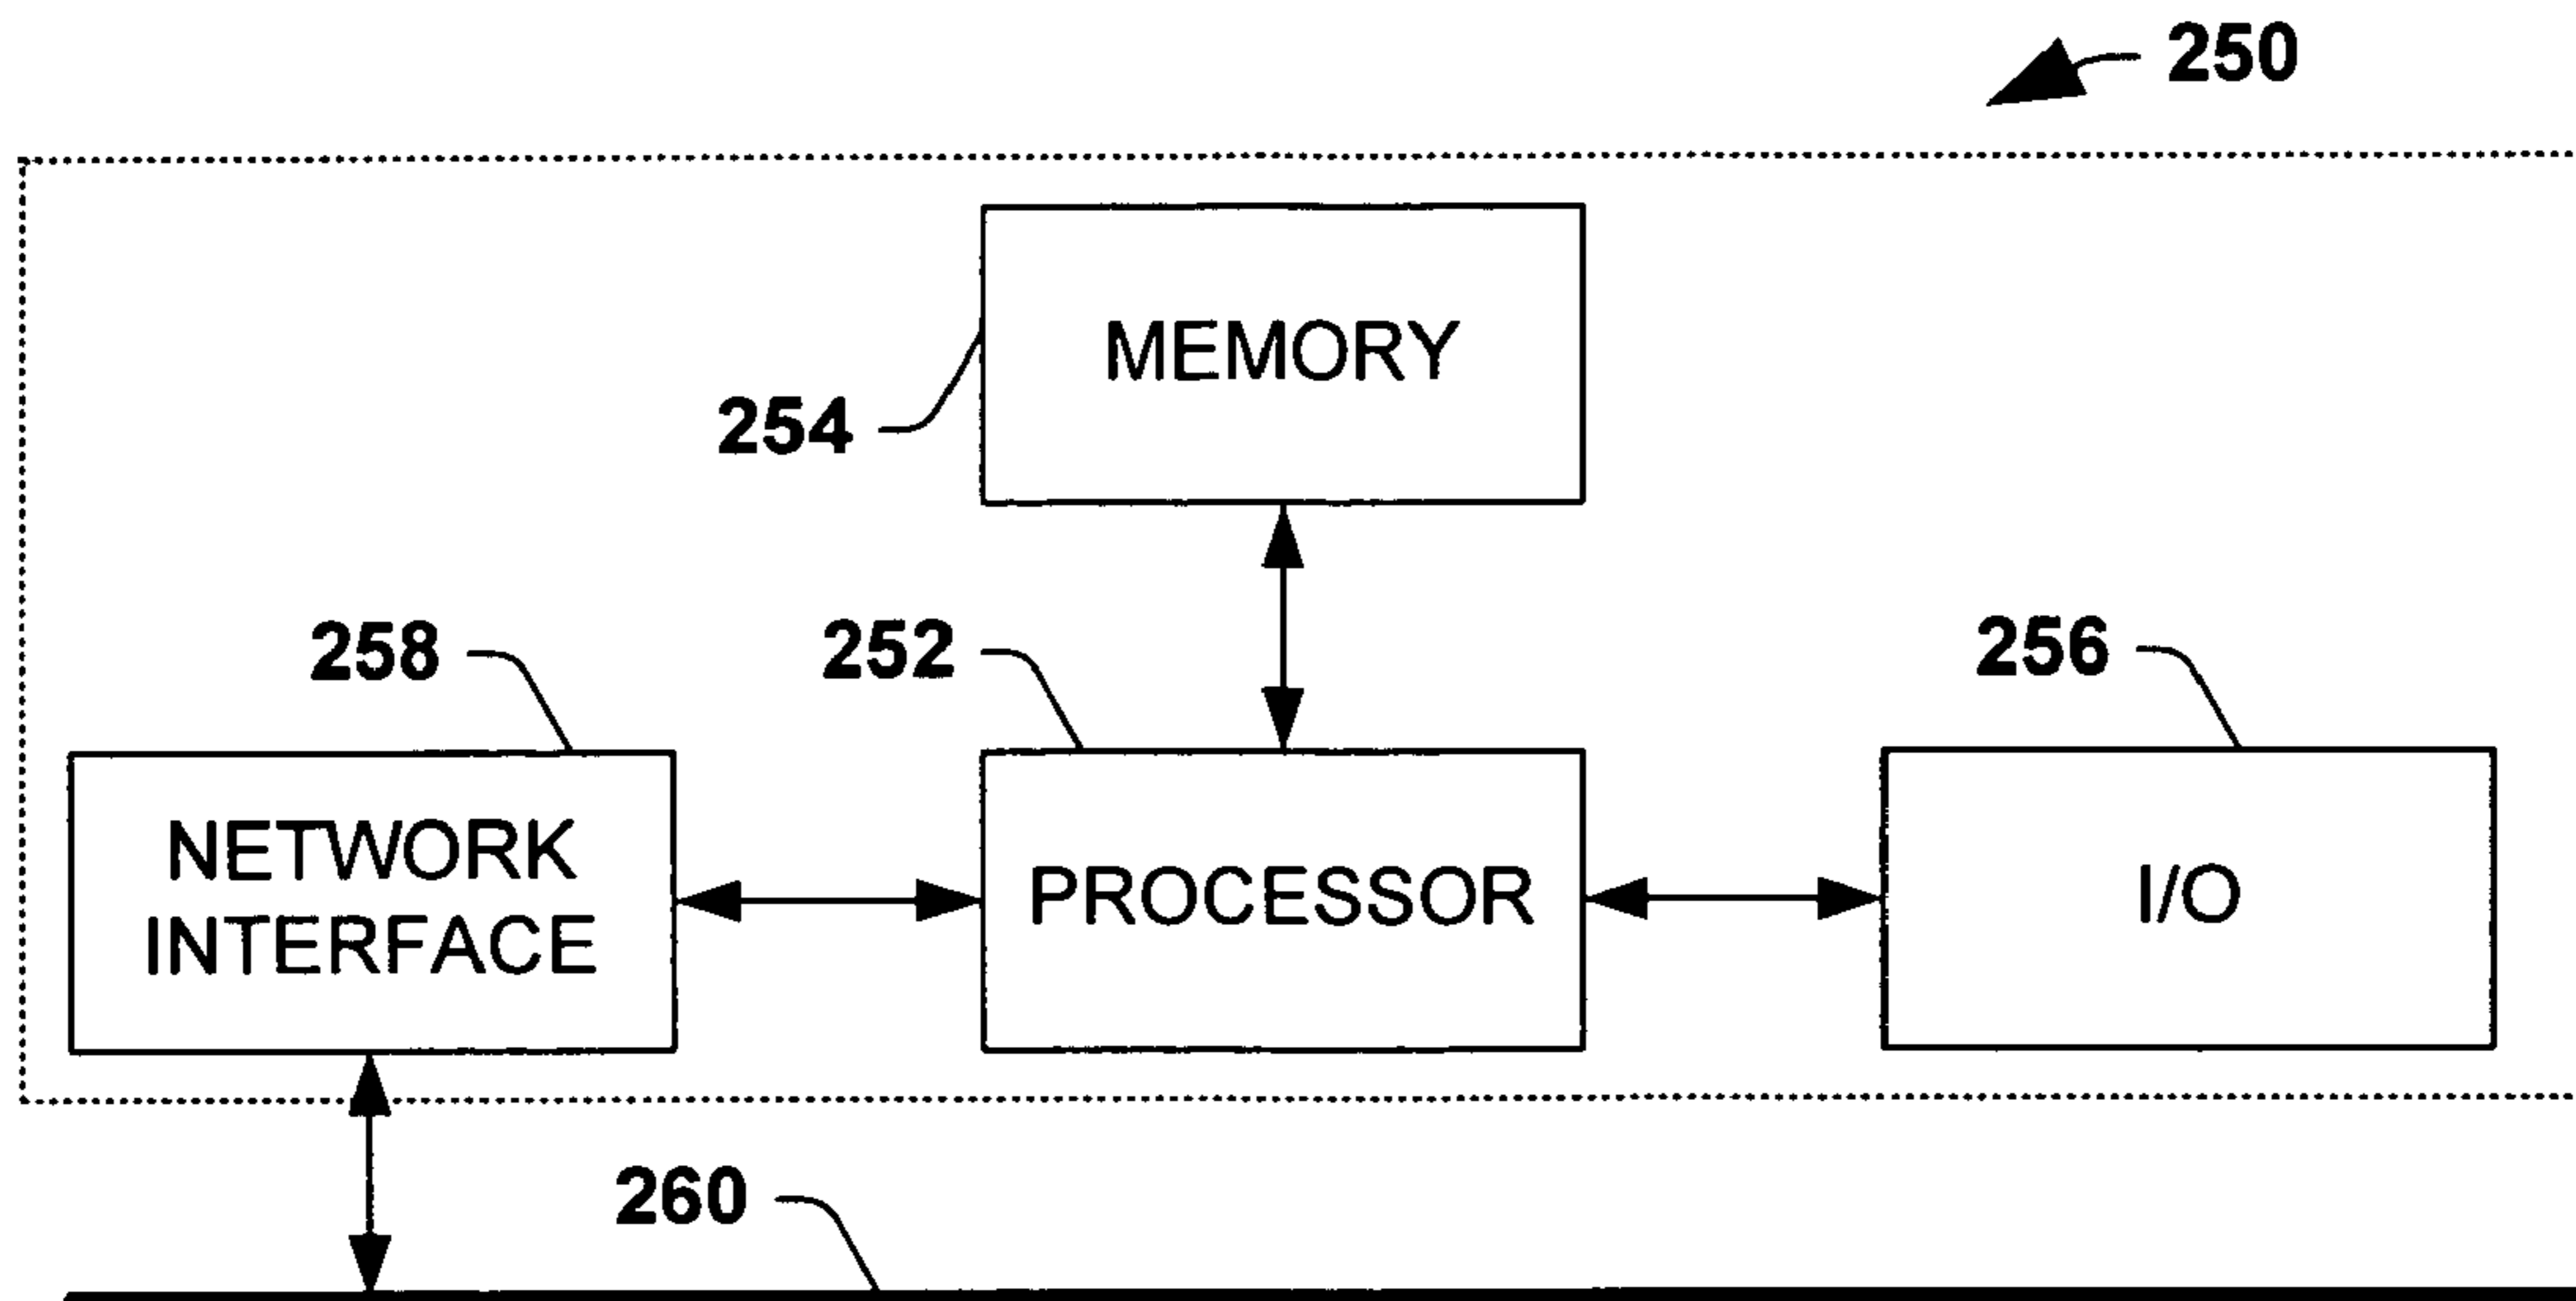 250
MEMORY
254
258
252
256
NETWORK
INTERFACE
PROCESSOR
I/O
260